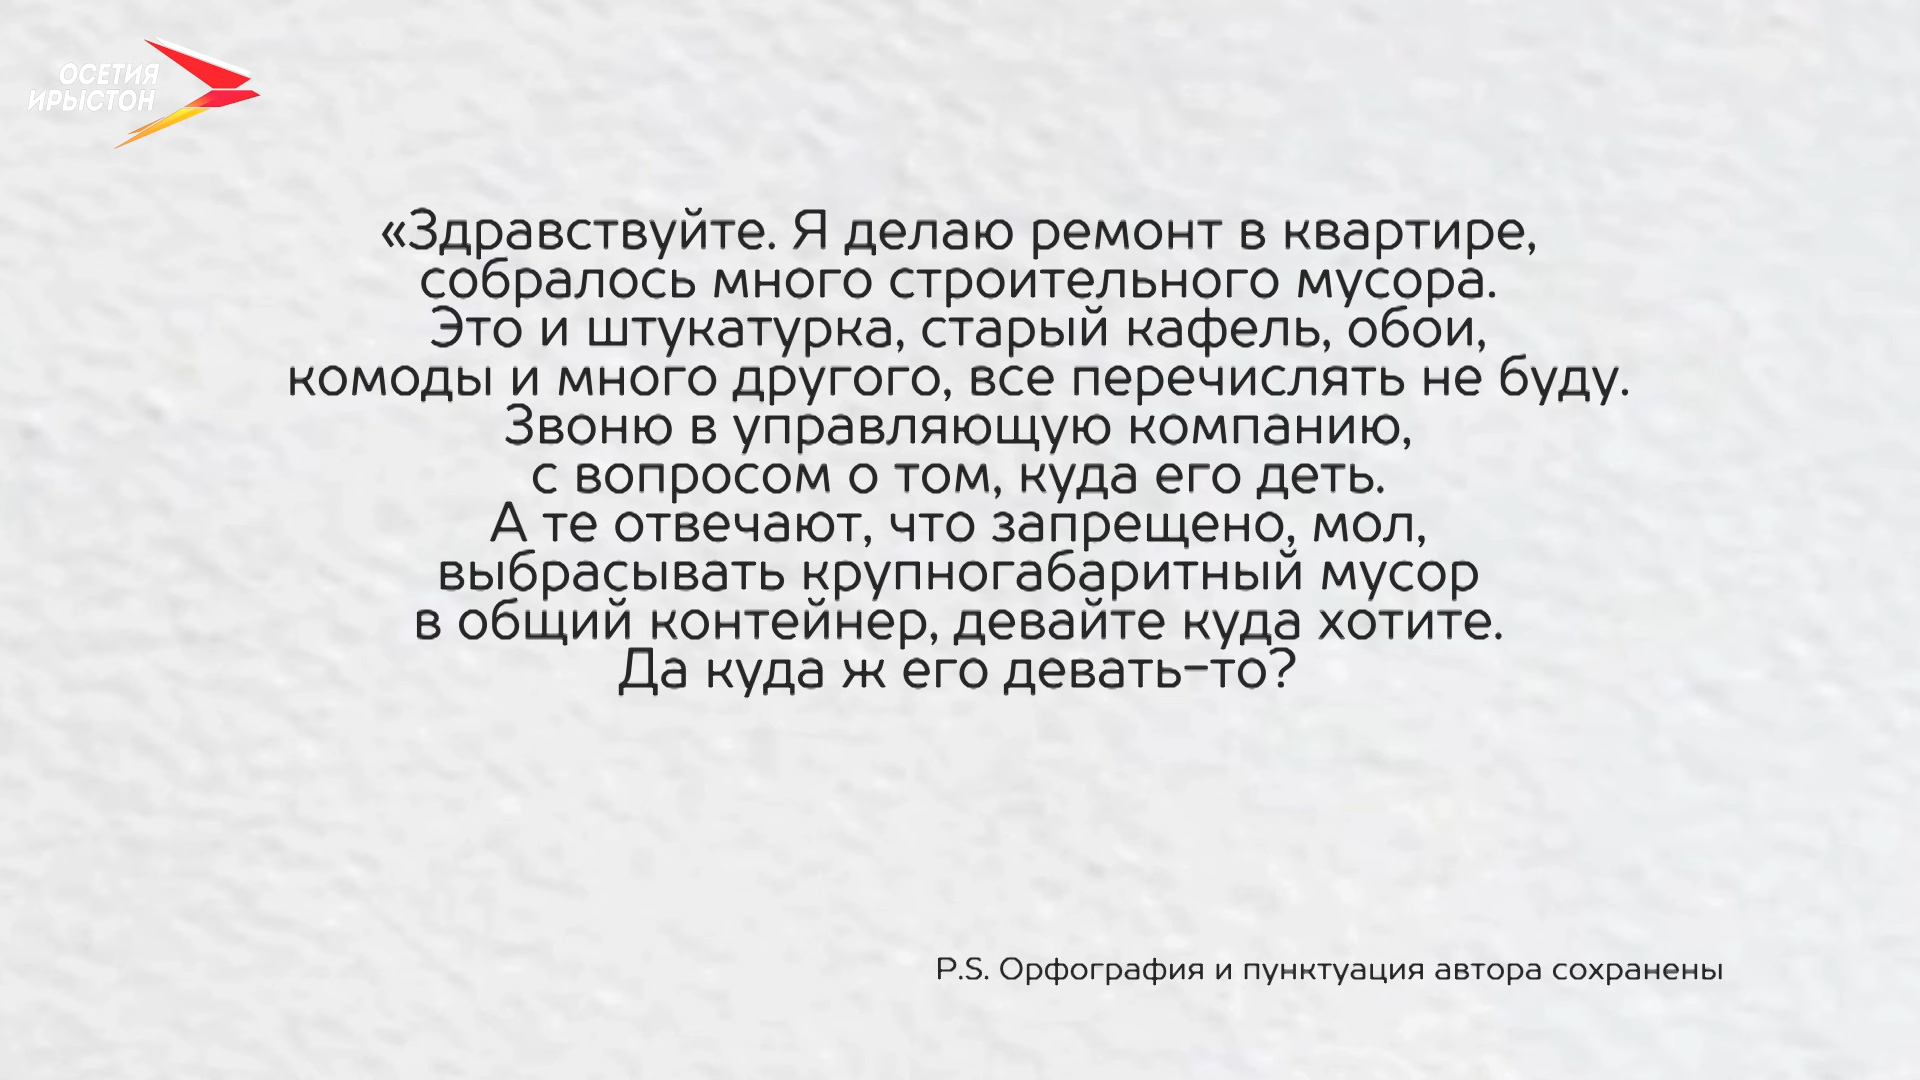 ОСЕТИЯ
ИРЫСТОН
«Здравствуйте. Я делаю ремонт в квартире,
собралось много строительного мусора.
Это и штукатурка, старый кафель, обои,
комоды и много другого, все перечислять не буду.
Звоню в управляющую компанию,
с вопросом о том, куда его деть.
А те отвечают, что запрещено, мол,
выбрасывать крупногабаритный мусор
в общий контейнер, девайте куда хотите.
Да куда ж его девать-то?
P.S. Орфография и пунктуация автора сохранены